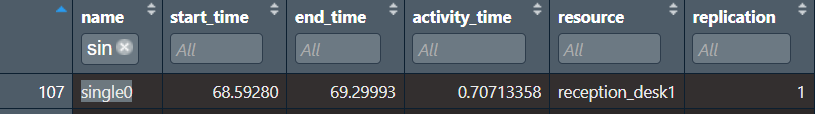 name start_time end_time activity_time resource replication
sin All All All All All
107 single0 68.59280 69.29993 0.70713358 reception_desk1 1